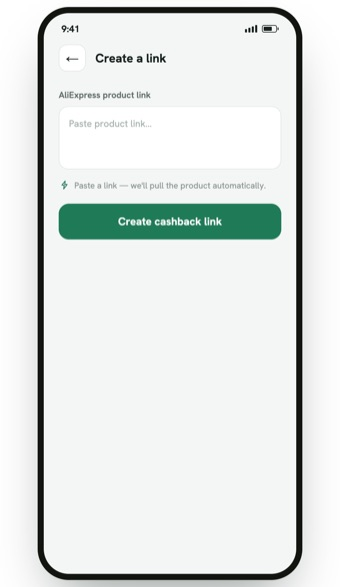 9:41
← Create a link
AliExpress product link
Paste product link...
Paste a link — we'll pull the product automatically.
Create cashback link